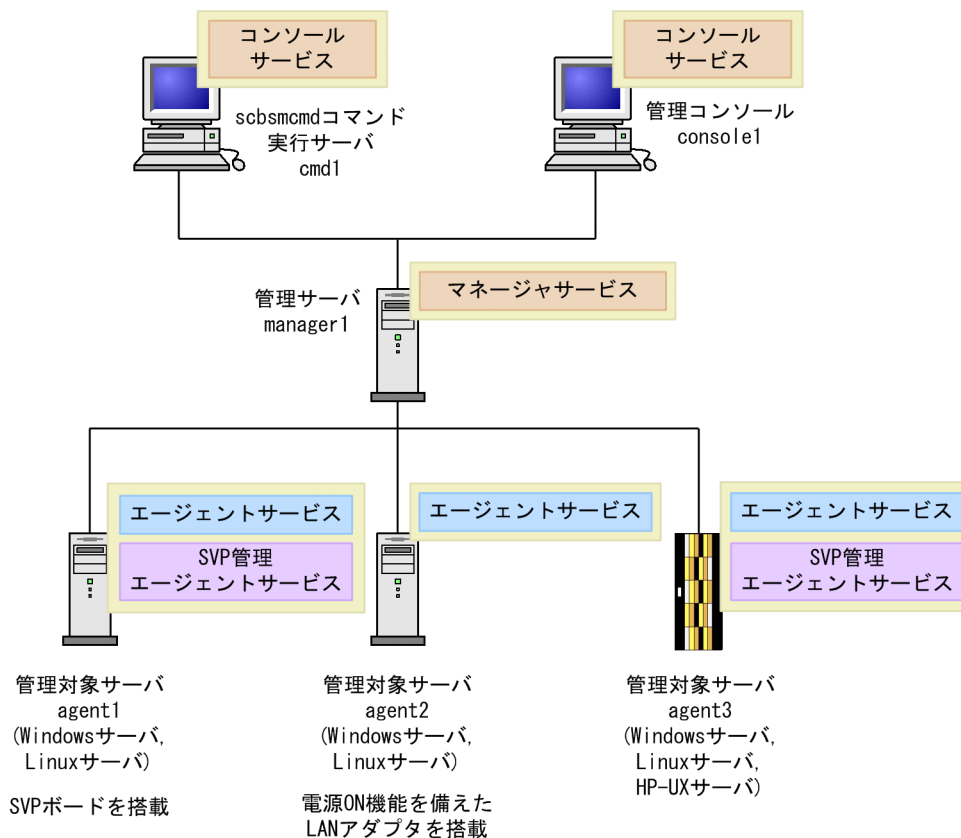 コンソール
サービス
scbsmcmdコマンド
実行サーバ
cmd1
コンソール
サービス
管理コンソール
console1
管理サーバ
manager1
マネージャサービス
エージェントサービス
SVP管理
エージェントサービス
エージェントサービス
エージェントサービス
SVP管理
エージェントサービス
管理対象サーバ
agent1
(Windowsサーバ,
Linuxサーバ)
SVPボードを搭載
管理対象サーバ
agent2
(Windowsサーバ,
Linuxサーバ)
電源ON機能を備えた
LANアダプタを搭載
管理対象サーバ
agent3
(Windowsサーバ,
Linuxサーバ,
HP-UXサーバ)